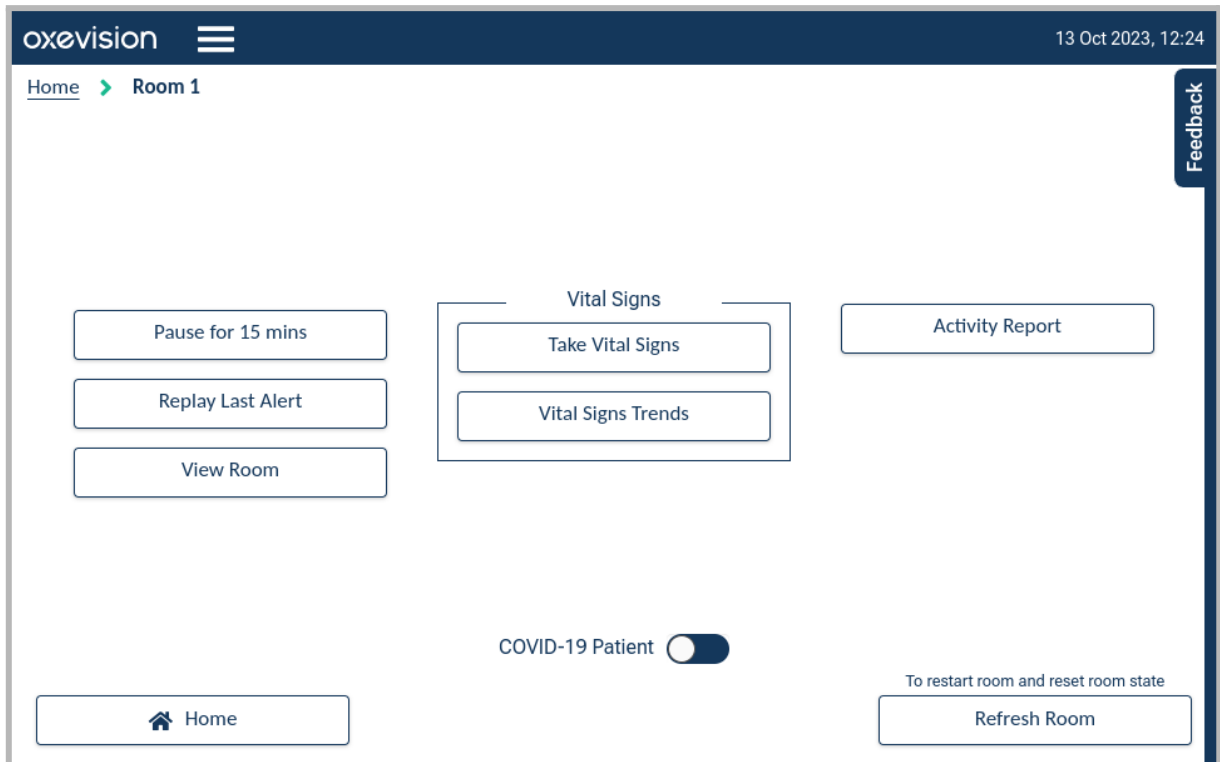 oxevision
13 Oct 2023, 12:24
Home > Room 1
Feedback
Pause for 15 mins
Replay Last Alert
View Room
Vital Signs
Take Vital Signs
Vital Signs Trends
Activity Report
COVID-19 Patient
Home
To restart room and reset room state
Refresh Room